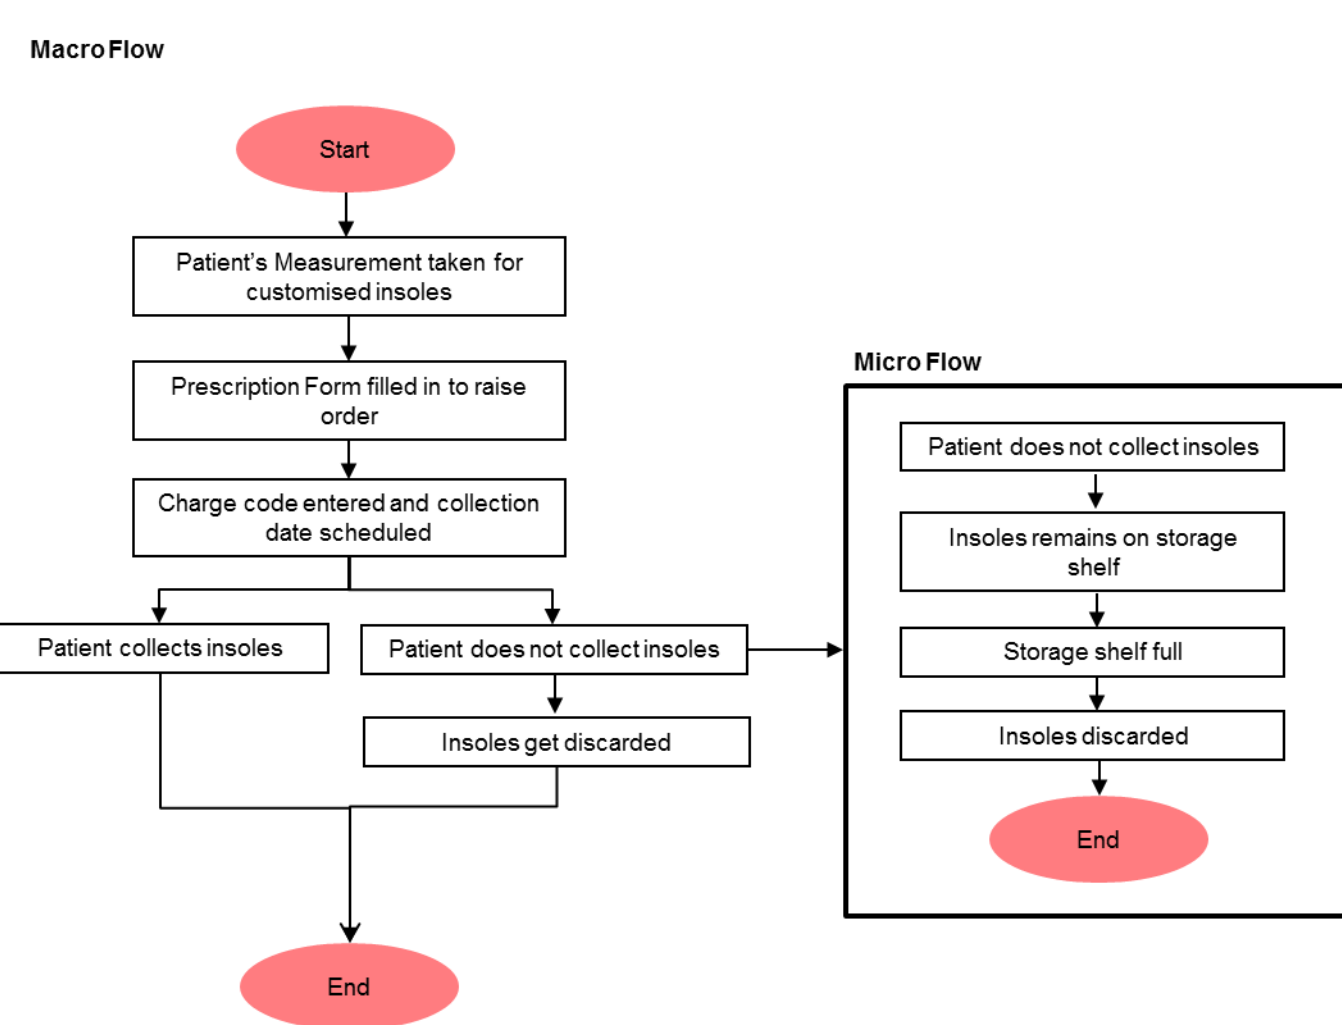 Macro Flow
Start
Patient's Measurement taken for
customised insoles
Prescription Form filled in to raise
order
Charge code entered and collection
date scheduled
Patient collects insoles
Patient does not collect insoles
Insoles get discarded
End
Micro Flow
Patient does not collect insoles
Insoles remains on storage
shelf
Storage shelf full
Insoles discarded
End